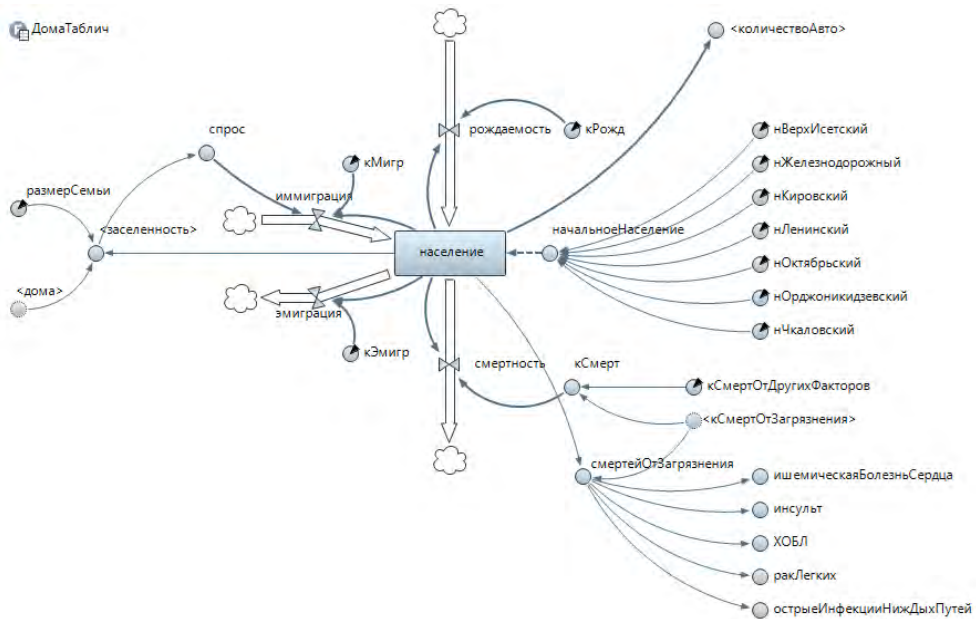 ДомаТаблич
<количествоАвто>
спрос
рождаемость
кРожд
нВерхИсетский
кМигр
нЖелезнодорожный
размерСемьи
иммиграция
нКировский
<заселенность>
население
начальноеНаселение
нЛенинский
нОктябрьский
<дома>
эмиграция
нОрджоникидзевский
нЧкаловский
кЭмигр
смертность
кСмерт
кСмертОтДругихФакторов
<кСмертОтЗагрязнения>
смертейОтЗагрязнения
ишемическаяБолезньСердца
инсульт
ХОБЛ
ракЛегких
острыеИнфекцииНижДыхПутей